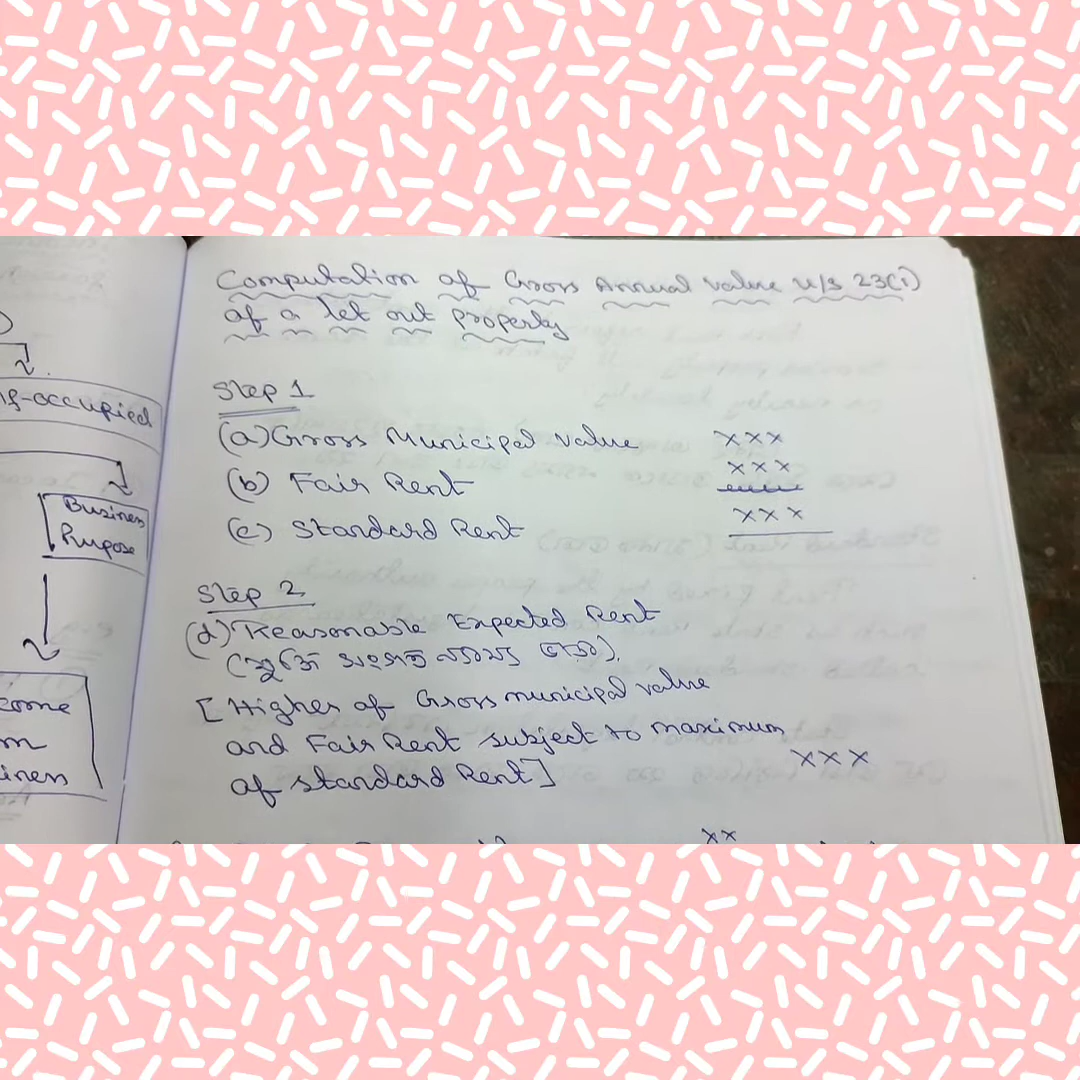 Computation of Gross Annual value u/s 23(1)
of a let out property
Step 1
(a) Gross Municipal value xxx
(b) Fair Rent xxx
(c) Standard Rent xxx
Step 2
(d) Reasonable Expected Rent
[Higher of Gross municipal value
and Fair Rent subject to maximum
of standard Rent] xxx
xx
-occupied
Business
Purpose